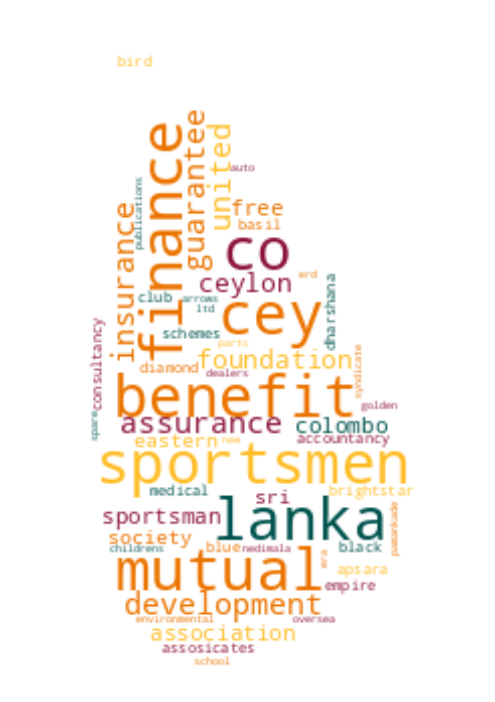 bird
finance
guarantee
united
auto
publications
insurance
free
basil
co
ceylon
erd
dharshana
club
arrows
ltd
cey
consultancy
schemes
parts
foundation
diamond
dealers
syndicate
benefit
golden
spare
assurance
colombo
eastern
new
accountancy
sportsmen
medical
sri
brightstar
lanka
sportsman
pamankade
society
childrens
blue
nedimala
black
era
mutual
apsara
empire
development
environmental
oversea
association
assosicates
school